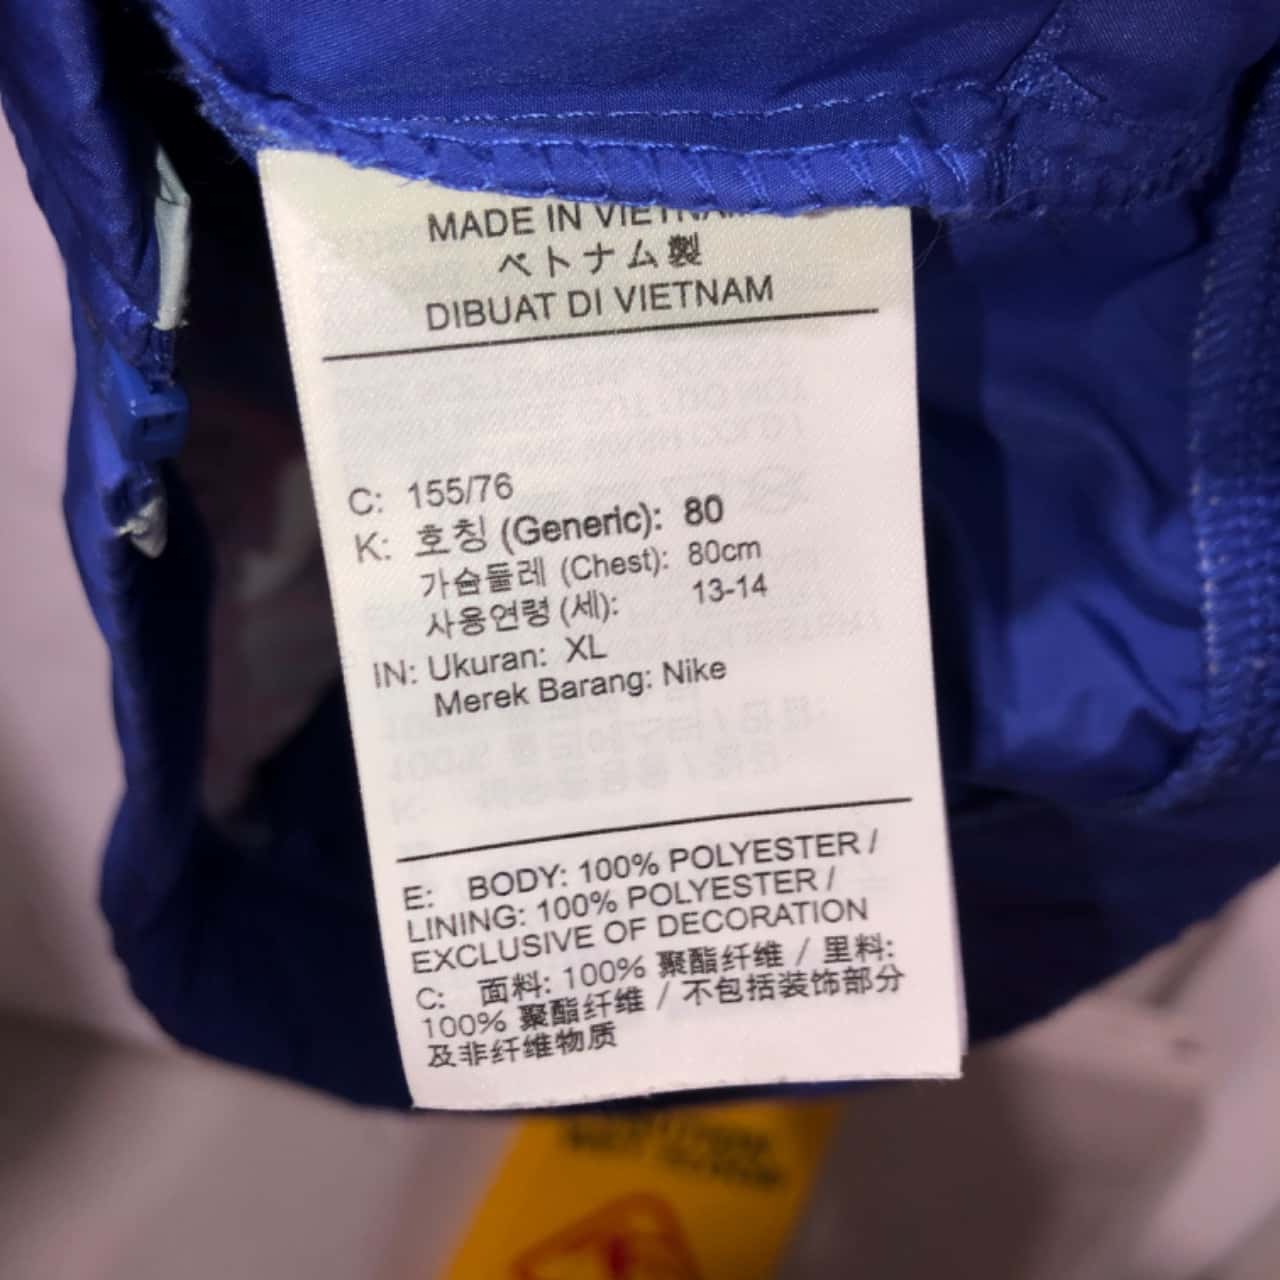 MADE IN VIETNAM
ベトナム製
DIBUAT DI VIETNAM
C: 155/76
K: 호칭 (Generic): 80
가슴둘레 (Chest): 80cm
사용연령 (세): 13-14
IN: Ukuran: XL
Merek Barang: Nike
E: BODY: 100% POLYESTER /
LINING: 100% POLYESTER /
EXCLUSIVE OF DECORATION
C: 面料: 100% 聚酯纤维 / 里料:
100% 聚酯纤维 / 不包括装饰部分
及非纤维物质